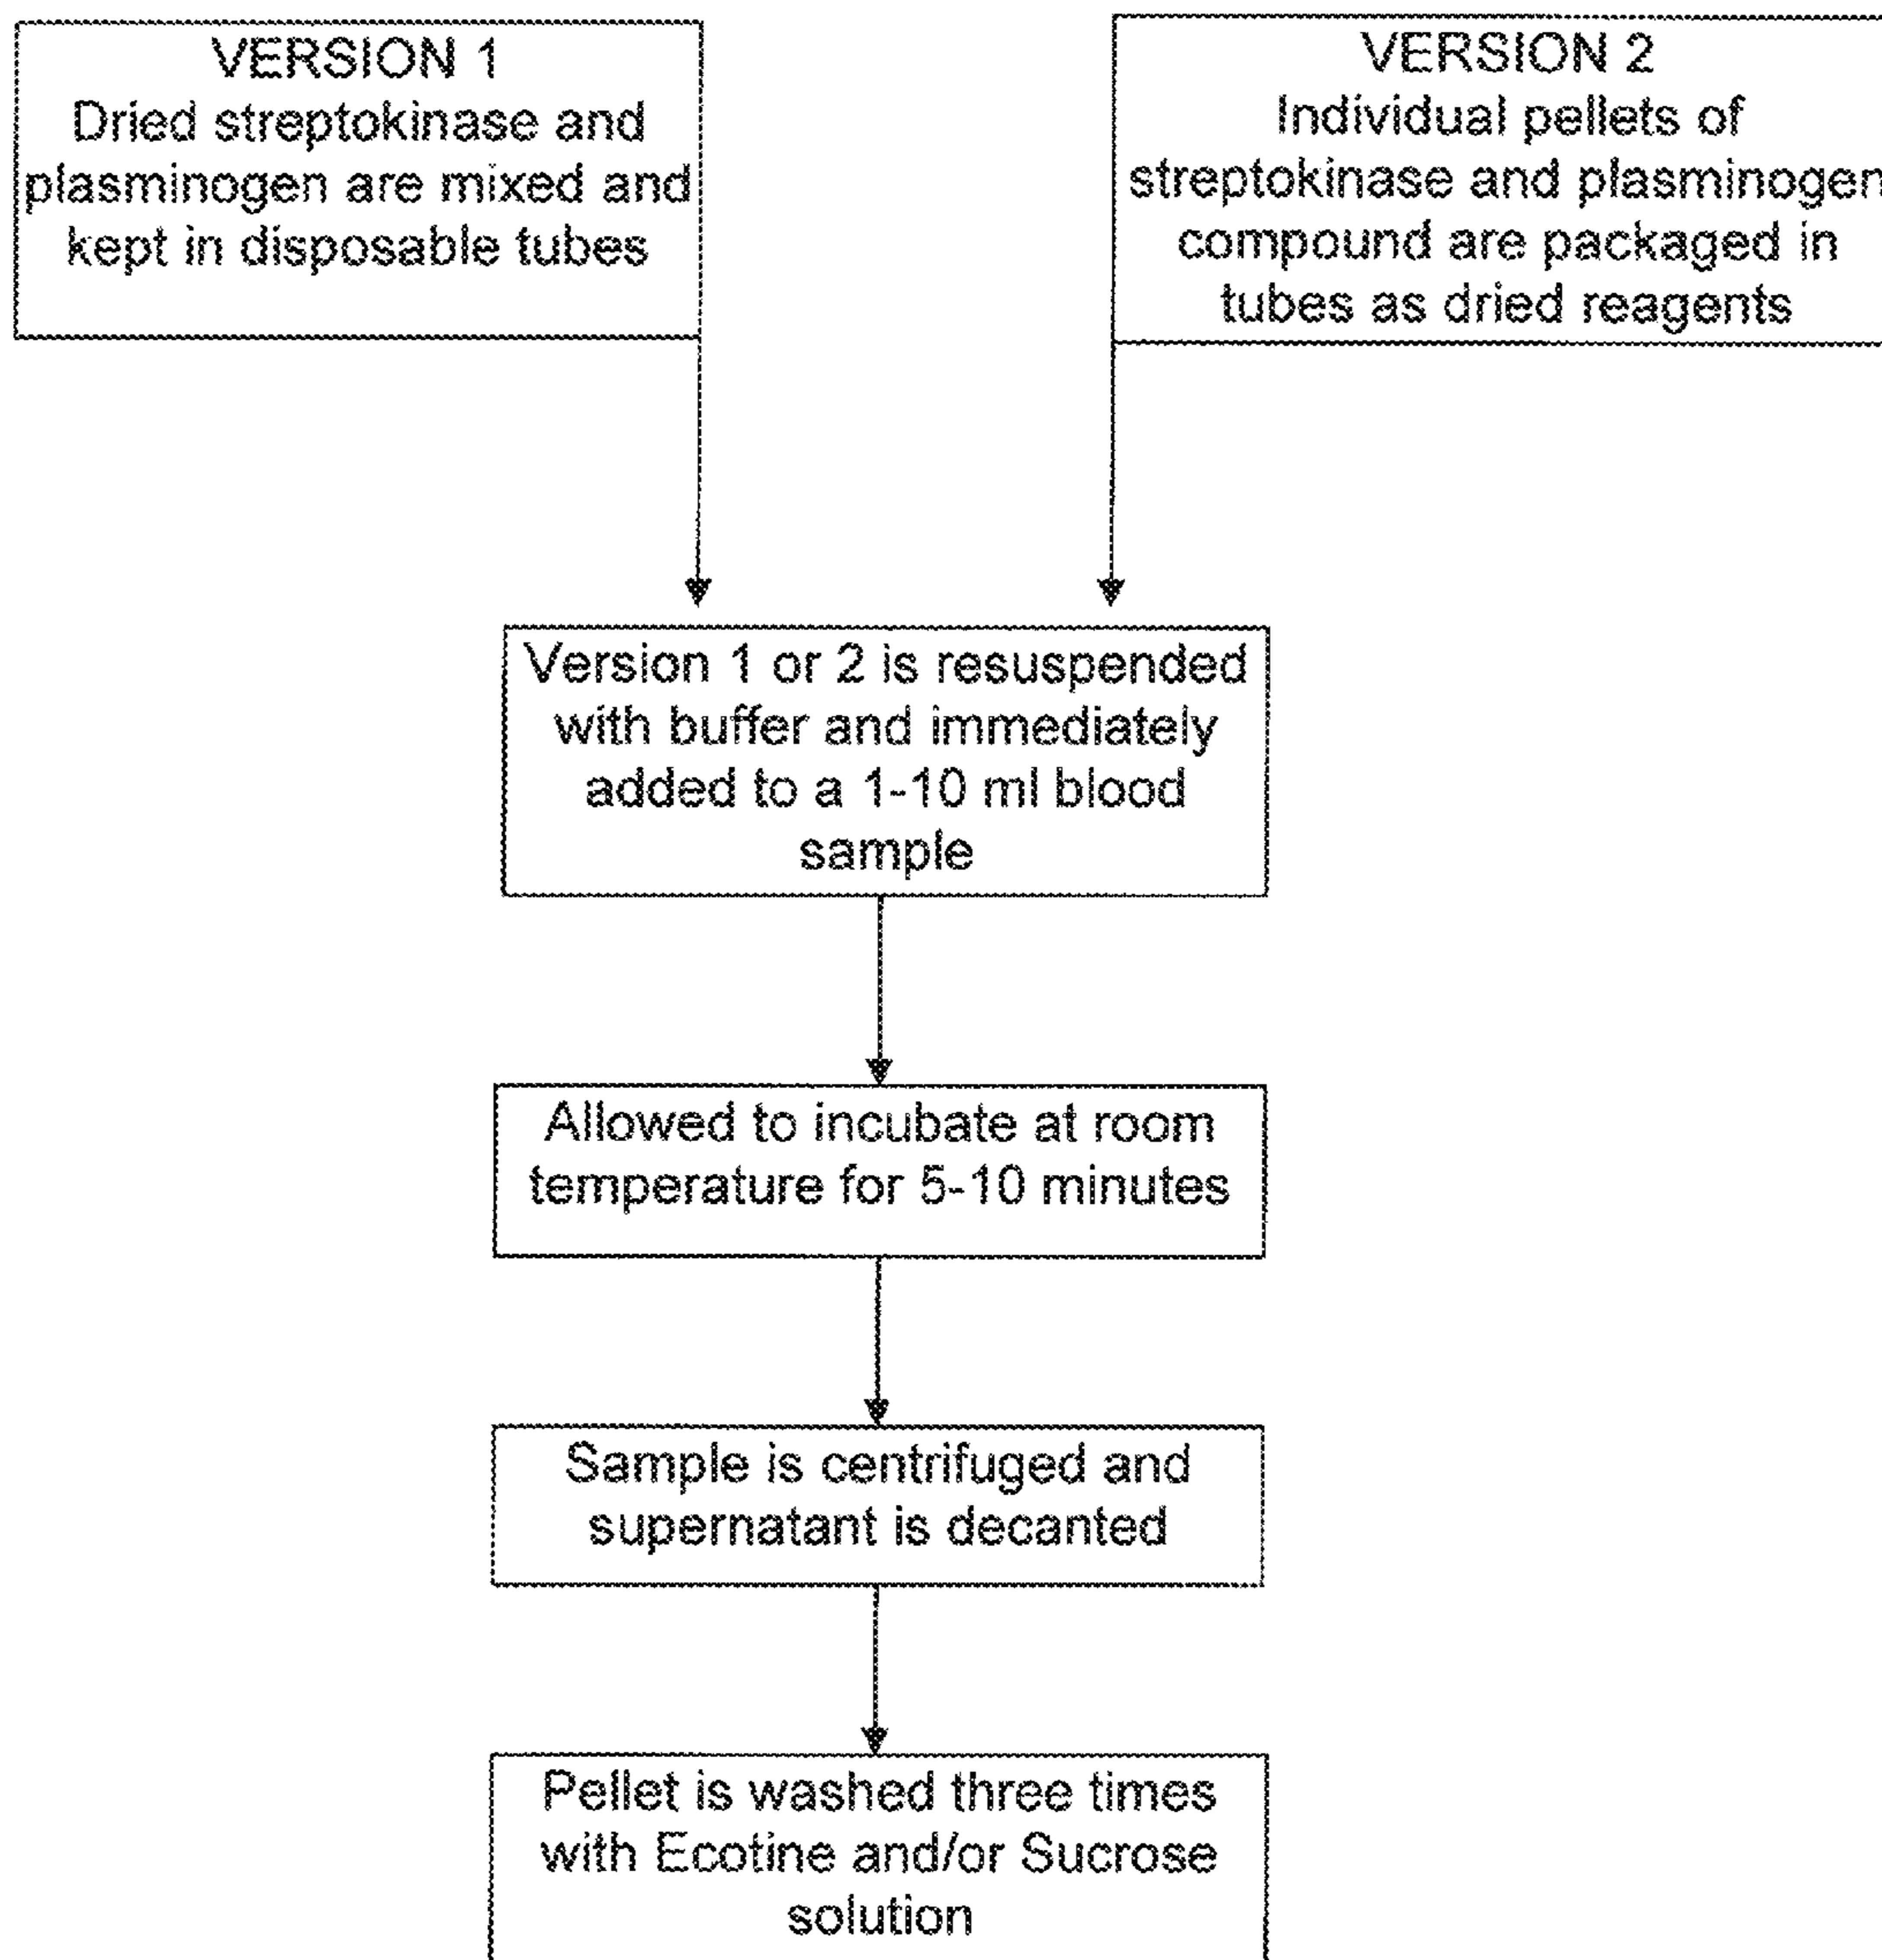 VERSION 1
Dried streptokinase and
plasminogen are mixed and
kept in disposable tubes
VERSION 2
Individual pellets of
streptokinase and plasminogen
compound are packaged in
tubes as dried reagents
Version 1 or 2 is resuspended
with buffer and immediately
added to a 1-10 ml blood
sample
Allowed to incubate at room
temperature for 5-10 minutes
Sample is centrifuged and
supernatant is decanted
Pellet is washed three times
with Ecotine and/or Sucrose
solution